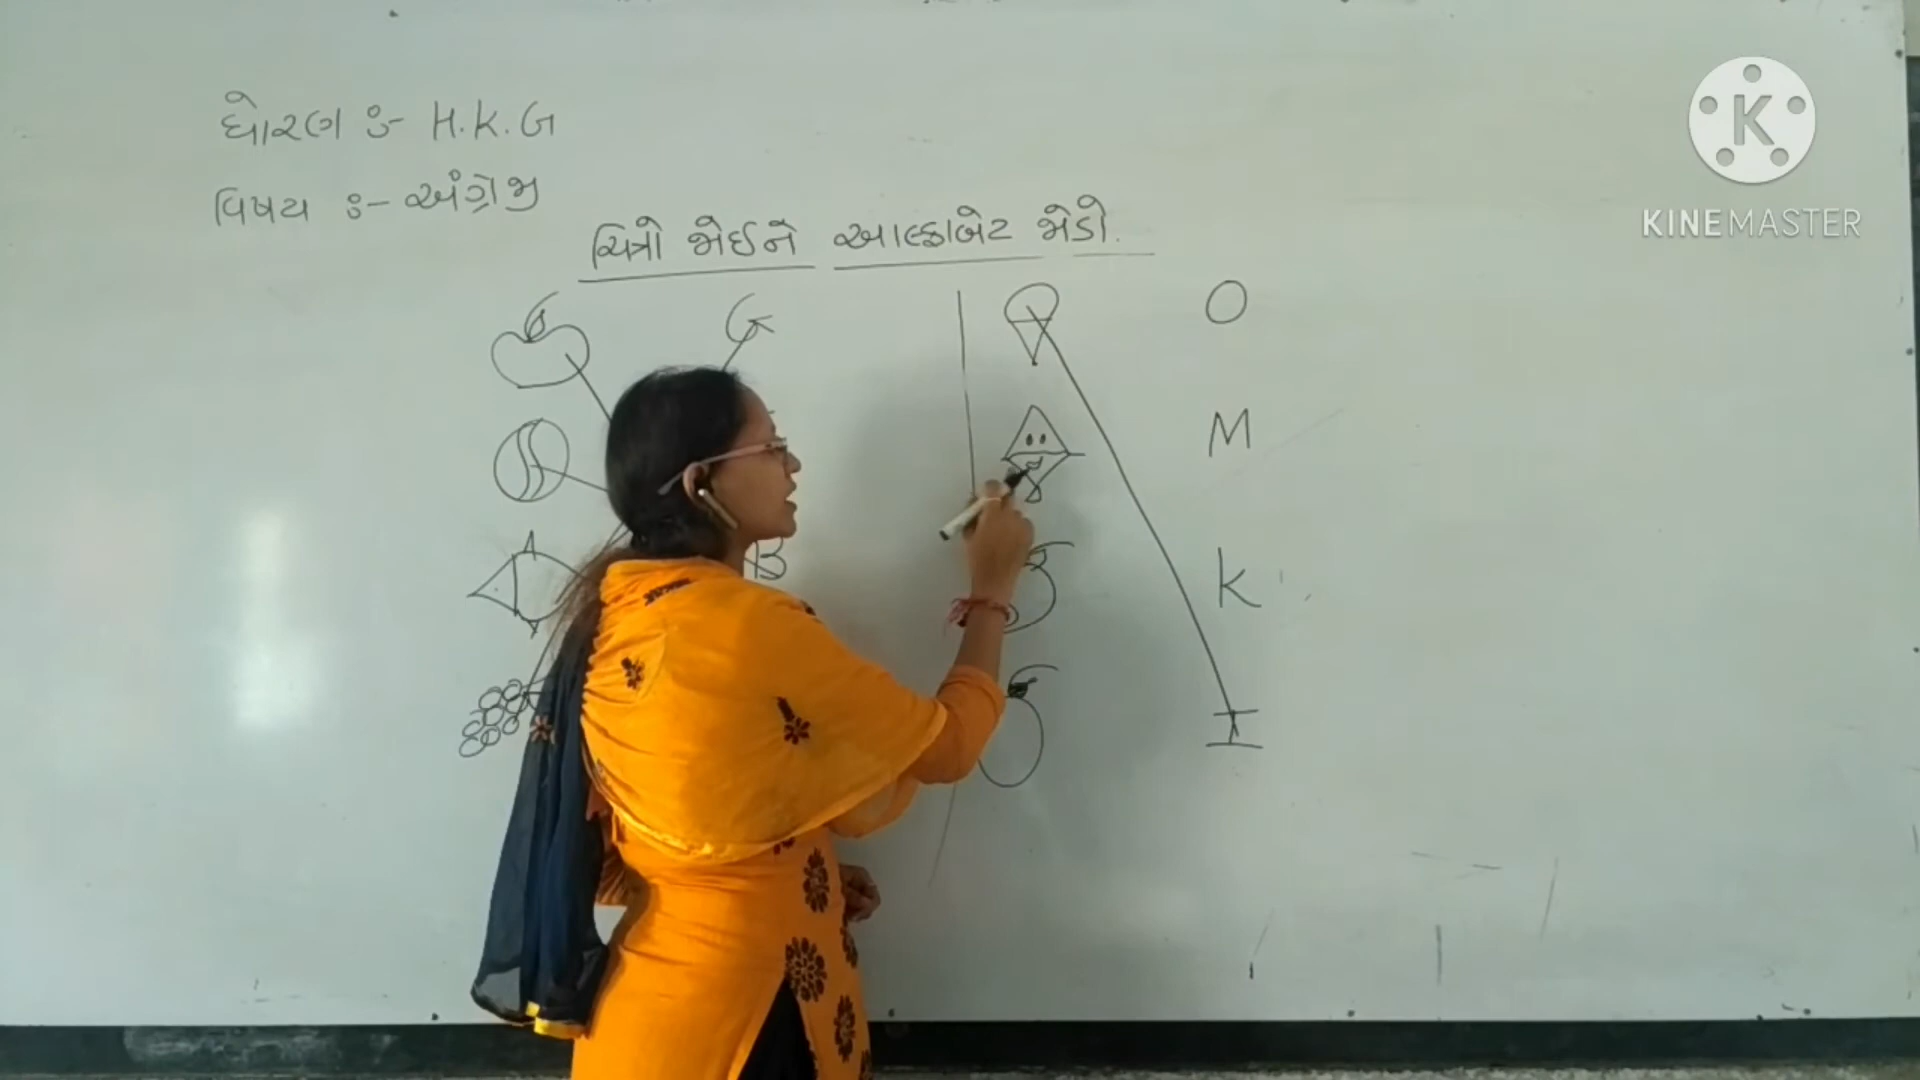 ધોરણ :- H.K.G
વિષય :- અંગ્રેજી
ચિત્રો જોઈને આલ્ફાબેટ જોડો.
G
B
O
M
K
I
K
KINEMASTER